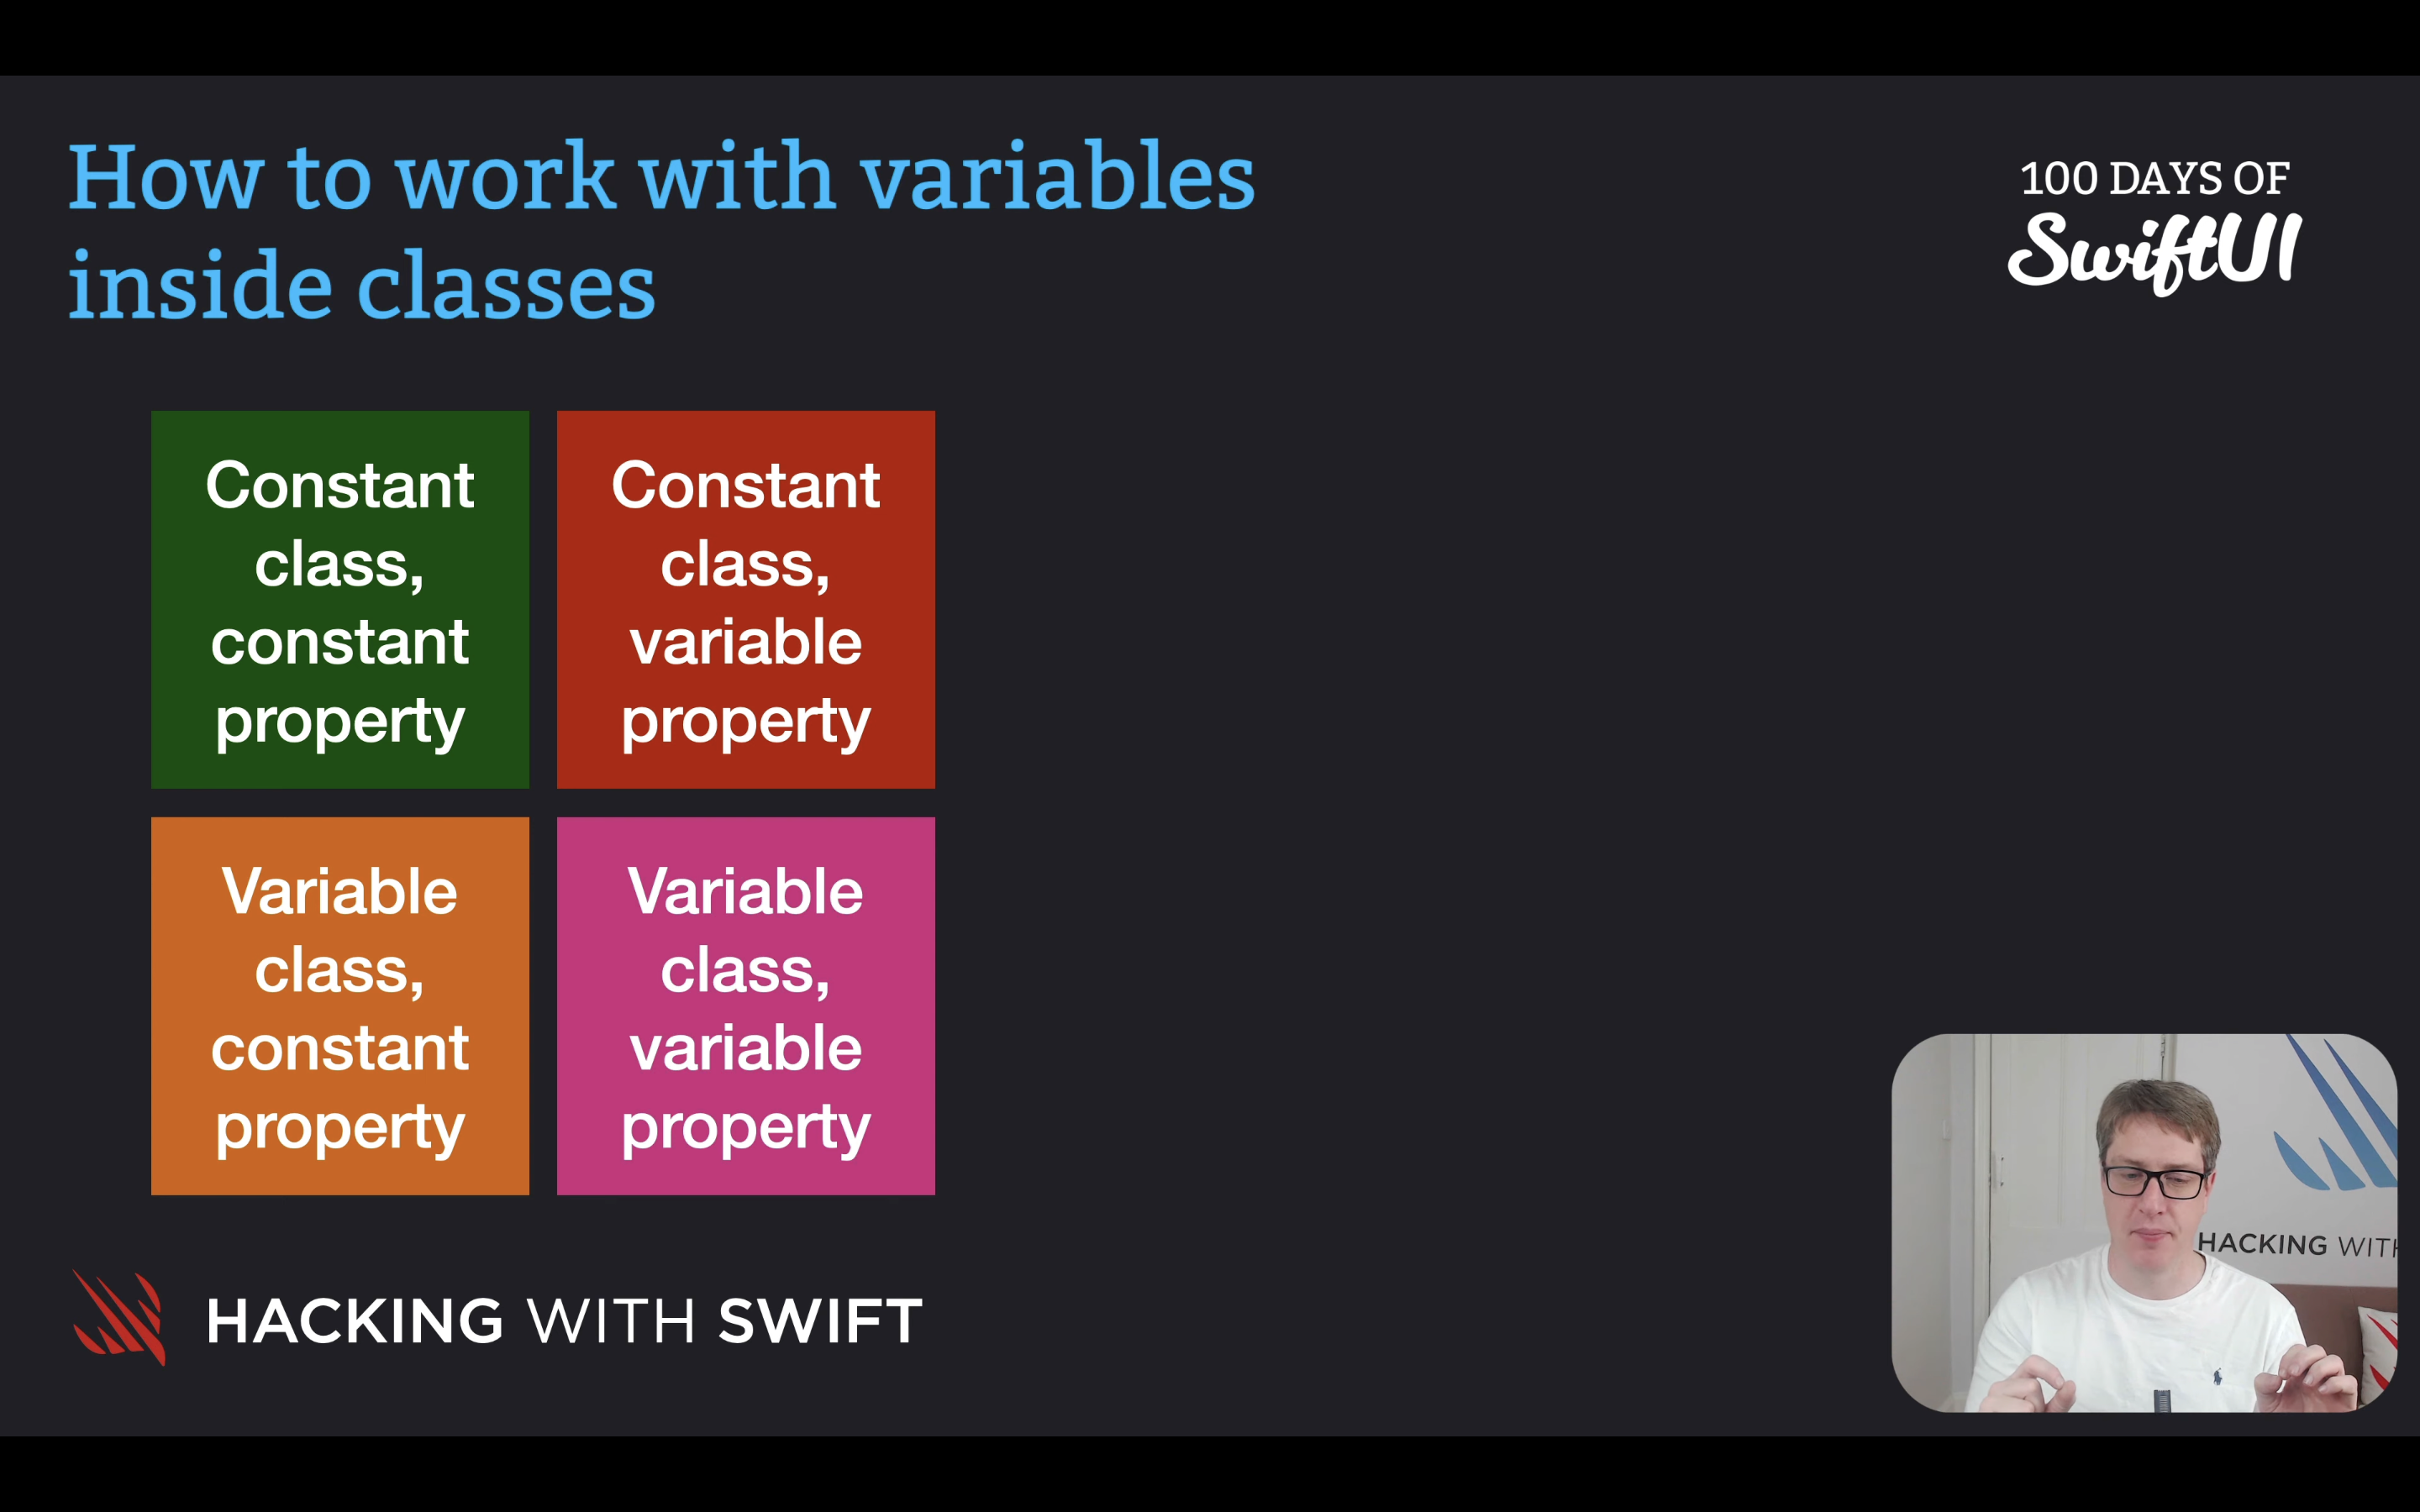 How to work with variables
inside classes
100 DAYS OF
SwiftUI
Constant
class,
constant
property
Constant
class,
variable
property
Variable
class,
constant
property
Variable
class,
variable
property
HACKING WITH SWIFT
HACKING WITH